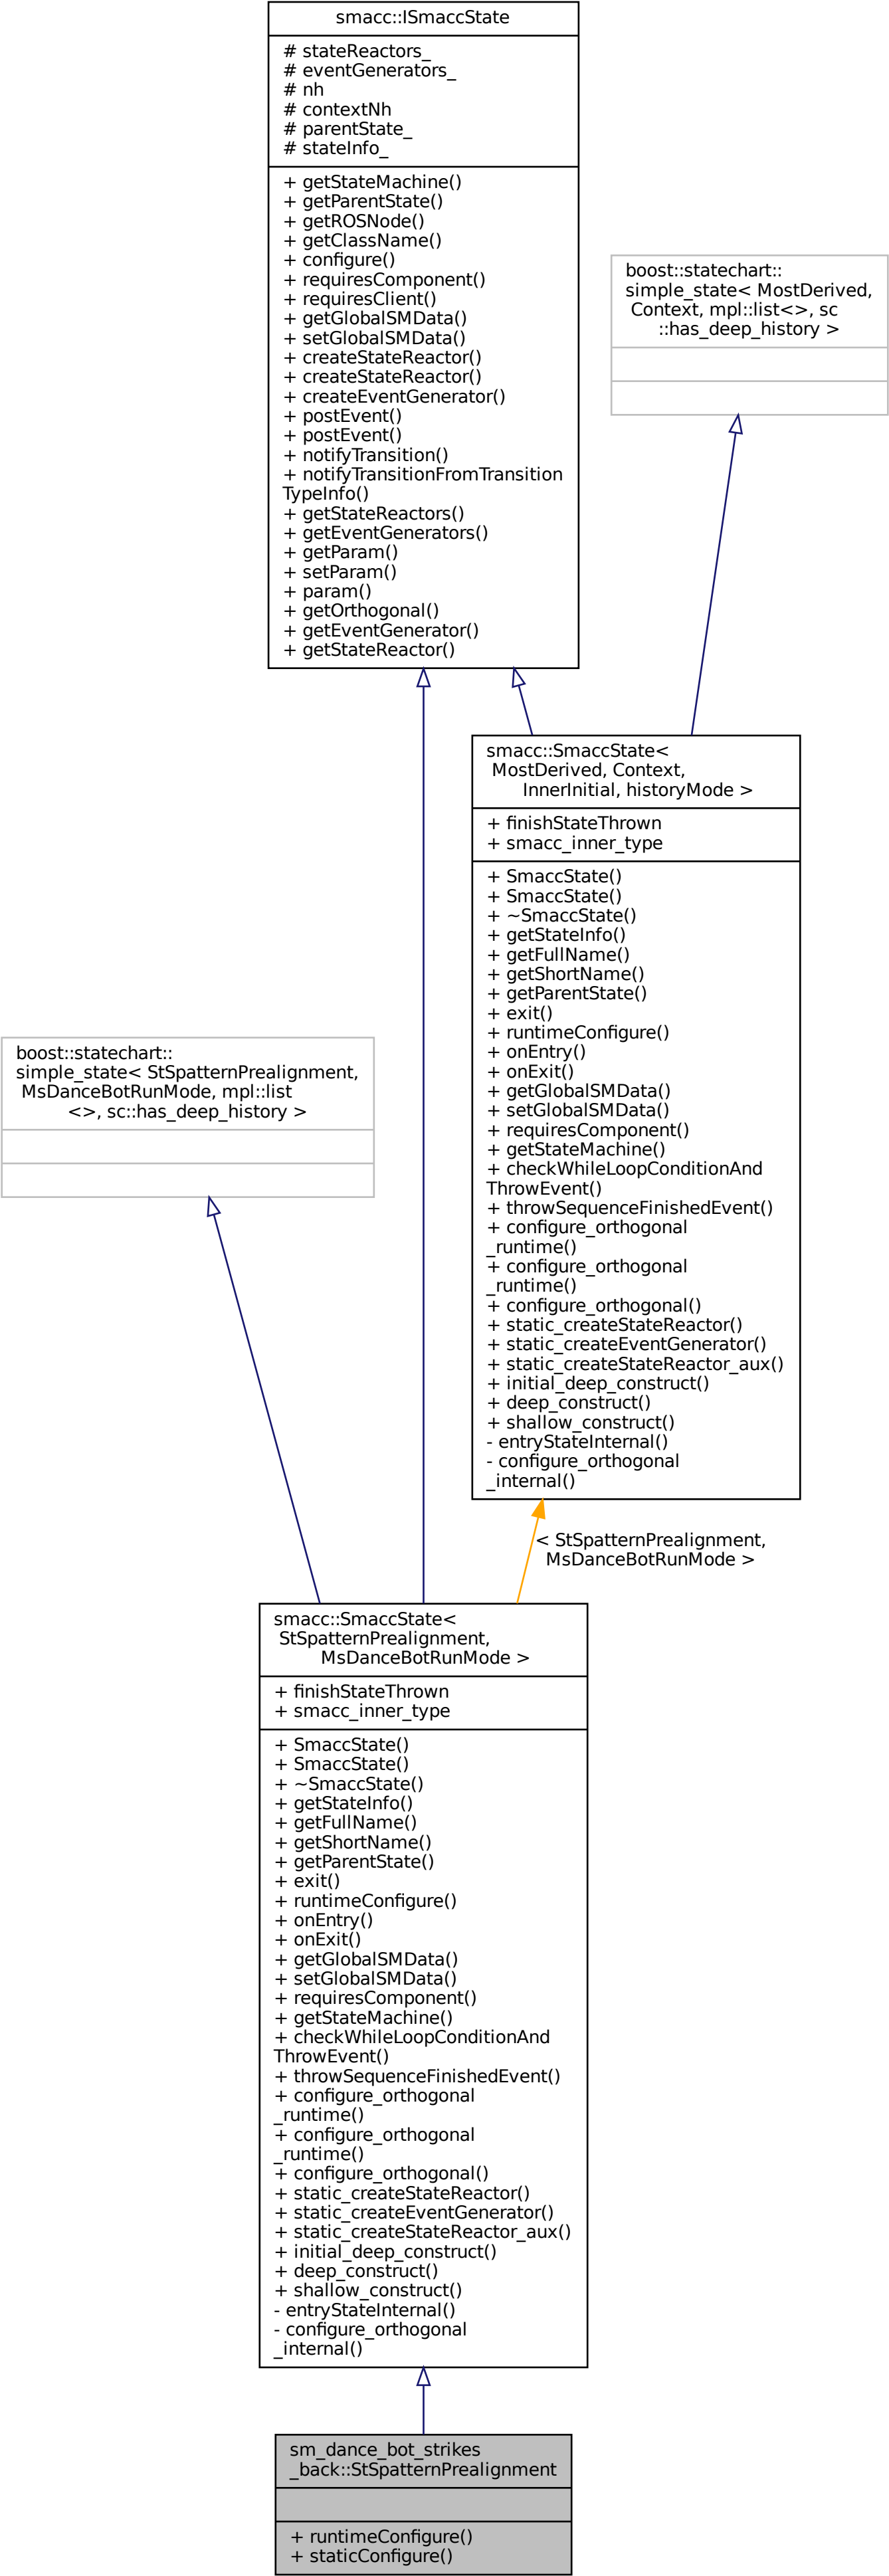 smacc::ISmaccState
# stateReactors_
# eventGenerators_
# nh
# contextNh
# parentState_
# stateInfo_
+ getStateMachine()
+ getParentState()
+ getROSNode()
+ getClassName()
+ configure()
+ requiresComponent()
+ requiresClient()
+ getGlobalSMData()
+ setGlobalSMData()
+ createStateReactor()
+ createStateReactor()
+ createEventGenerator()
+ postEvent()
+ postEvent()
+ notifyTransition()
+ notifyTransitionFromTransition
TypeInfo()
+ getStateReactors()
+ getEventGenerators()
+ getParam()
+ setParam()
+ param()
+ getOrthogonal()
+ getEventGenerator()
+ getStateReactor()
boost::statechart::
simple_state< MostDerived,
Context, mpl::list<>, sc
::has_deep_history >
smacc::SmaccState<
MostDerived, Context,
InnerInitial, historyMode >
+ finishStateThrown
+ smacc_inner_type
+ SmaccState()
+ SmaccState()
+ ~SmaccState()
+ getStateInfo()
+ getFullName()
+ getShortName()
+ getParentState()
+ exit()
+ runtimeConfigure()
+ onEntry()
+ onExit()
+ getGlobalSMData()
+ setGlobalSMData()
+ requiresComponent()
+ getStateMachine()
+ checkWhileLoopConditionAnd
ThrowEvent()
+ throwSequenceFinishedEvent()
+ configure_orthogonal
_runtime()
+ configure_orthogonal
_runtime()
+ configure_orthogonal()
+ static_createStateReactor()
+ static_createEventGenerator()
+ static_createStateReactor_aux()
+ initial_deep_construct()
+ deep_construct()
+ shallow_construct()
- entryStateInternal()
- configure_orthogonal
_internal()
boost::statechart::
simple_state< StSpatternPrealignment,
MsDanceBotRunMode, mpl::list
<>, sc::has_deep_history >
< StSpatternPrealignment,
MsDanceBotRunMode >
smacc::SmaccState<
StSpatternPrealignment,
MsDanceBotRunMode >
+ finishStateThrown
+ smacc_inner_type
+ SmaccState()
+ SmaccState()
+ ~SmaccState()
+ getStateInfo()
+ getFullName()
+ getShortName()
+ getParentState()
+ exit()
+ runtimeConfigure()
+ onEntry()
+ onExit()
+ getGlobalSMData()
+ setGlobalSMData()
+ requiresComponent()
+ getStateMachine()
+ checkWhileLoopConditionAnd
ThrowEvent()
+ throwSequenceFinishedEvent()
+ configure_orthogonal
_runtime()
+ configure_orthogonal
_runtime()
+ configure_orthogonal()
+ static_createStateReactor()
+ static_createEventGenerator()
+ static_createStateReactor_aux()
+ initial_deep_construct()
+ deep_construct()
+ shallow_construct()
- entryStateInternal()
- configure_orthogonal
_internal()
sm_dance_bot_strikes
_back::StSpatternPrealignment
+ runtimeConfigure()
+ staticConfigure()